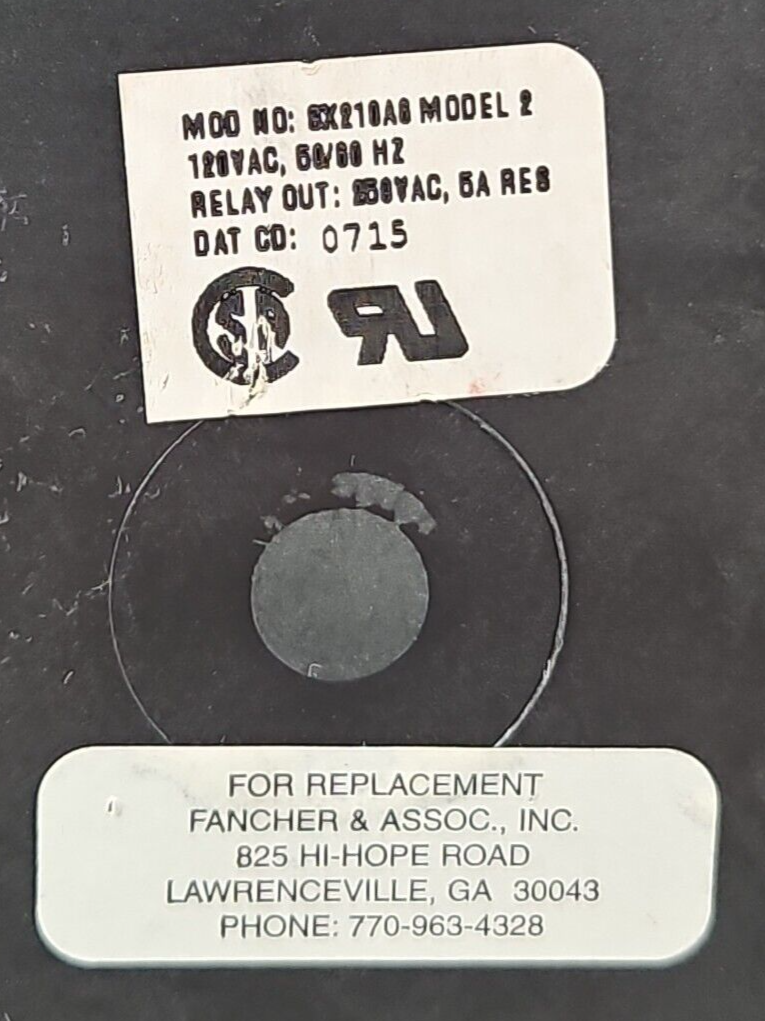 MOD NO: CX210A6 MODEL 2
120VAC, 50/60 HZ
RELAY OUT: 250VAC, 5A RES
DAT CD: 0715
FOR REPLACEMENT
FANCHER & ASSOC., INC.
825 HI-HOPE ROAD
LAWRENCEVILLE, GA 30043
PHONE: 770-963-4328